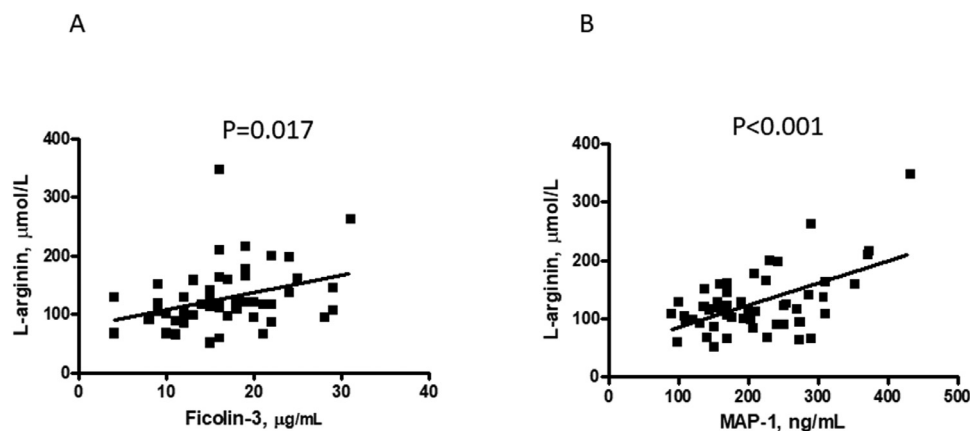 A
P=0.017
L-arginin, μmol/L
400
300
200
100
0
0 10 20 30 40
Ficolin-3, μg/mL
B
P<0.001
L-arginin, μmol/L
400
300
200
100
0
0 100 200 300 400 500
MAP-1, ng/mL